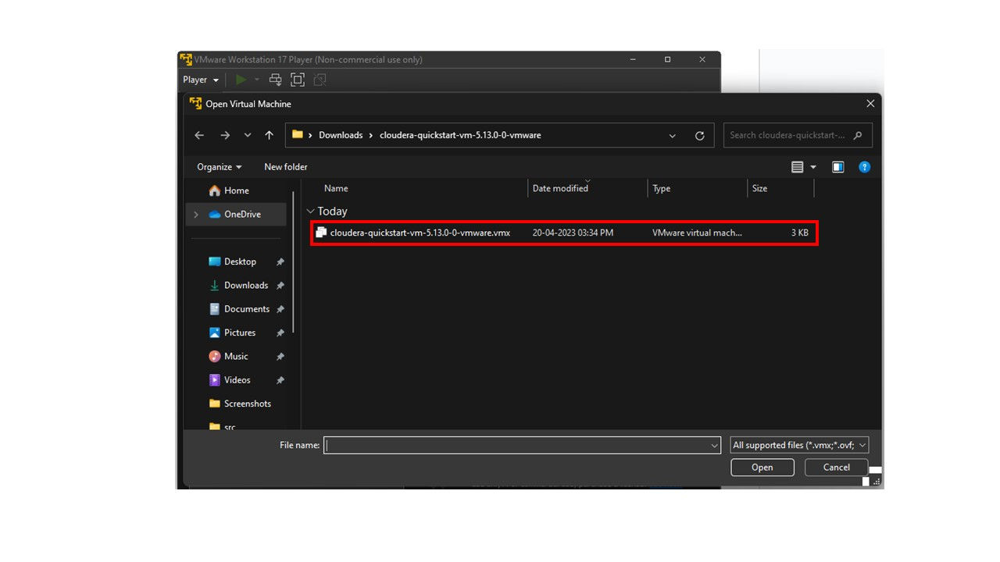 VMware Workstation 17 Player (Non-commercial use only)
Player
Open Virtual Machine
Downloads > cloudera-quickstart-vm-5.13.0-0-vmware
Search cloudera-quickstart-...
Organize
New folder
Name
Date modified
Type
Size
Home
OneDrive
Desktop
Downloads
Documents
Pictures
Music
Videos
Screenshots
src
Today
cloudera-quickstart-vm-5.13.0-0-vmware.vmx
20-04-2023 03:34 PM
VMware virtual mach...
3 KB
File name:
All supported files (*.vmx;*.ovf;
Open
Cancel